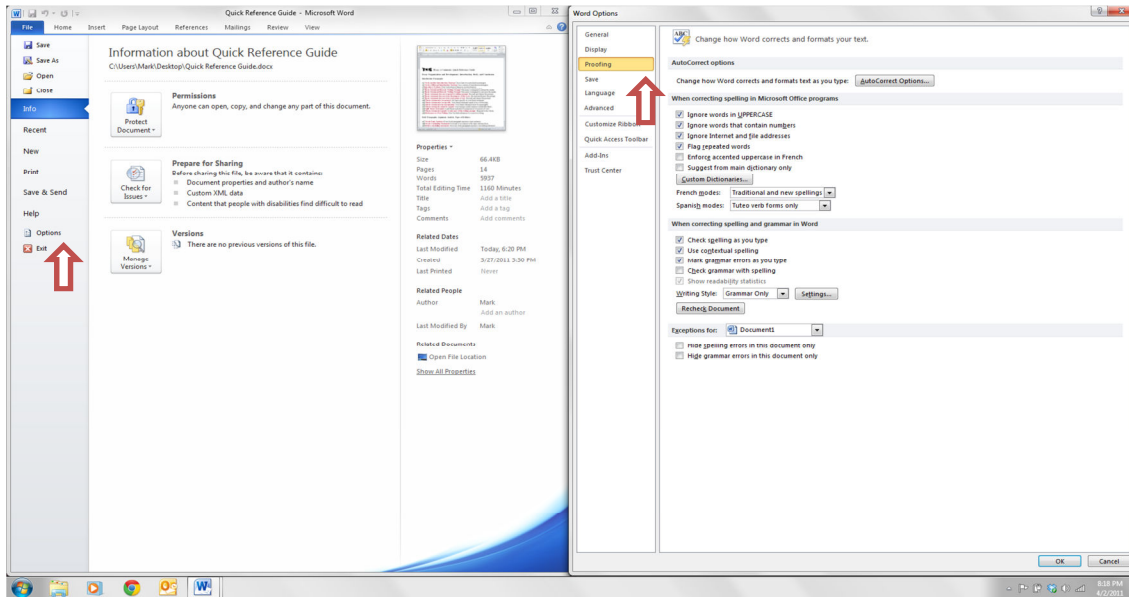 Quick Reference Guide - Microsoft Word
File Home Insert Page Layout References Mailings Review View
Save
Save As
Open
Close
Info
Recent
New
Print
Save & Send
Help
Options
Exit
Information about Quick Reference Guide
C:\Users\Mark\Desktop\Quick Reference Guide.docx
Protect
Document
Permissions
Anyone can open, copy, and change any part of this document.
Check for
Issues
Prepare for Sharing
Before sharing this file, be aware that it contains:
Document properties and author's name
Custom XML data
Content that people with disabilities find difficult to read
Manage
Versions
Versions
There are no previous versions of this file.
Properties
Size 66.4KB
Pages 14
Words 5937
Total Editing Time 1160 Minutes
Title Add a title
Tags Add a tag
Comments Add comments
Related Dates
Last Modified Today, 6:20 PM
Created 3/27/2011 3:30 PM
Last Printed Never
Related People
Author Mark
Add an author
Last Modified By Mark
Related Documents
Open File Location
Show All Properties
Word Options
General
Display
Proofing
Save
Language
Advanced
Customize Ribbon
Quick Access Toolbar
Add-Ins
Trust Center
ABC
Change how Word corrects and formats your text.
AutoCorrect options
Change how Word corrects and formats text as you type: AutoCorrect Options...
When correcting spelling in Microsoft Office programs
Ignore words in UPPERCASE
Ignore words that contain numbers
Ignore Internet and file addresses
Flag repeated words
Enforce accented uppercase in French
Suggest from main dictionary only
Custom Dictionaries...
French modes: Traditional and new spellings
Spanish modes: Tuteo verb forms only
When correcting spelling and grammar in Word
Check spelling as you type
Use contextual spelling
Mark grammar errors as you type
Check grammar with spelling
Show readability statistics
Writing Style: Grammar Only Settings...
Recheck Document
Exceptions for: Document1
Hide spelling errors in this document only
Hide grammar errors in this document only
OK Cancel
8:18 PM
4/2/2011